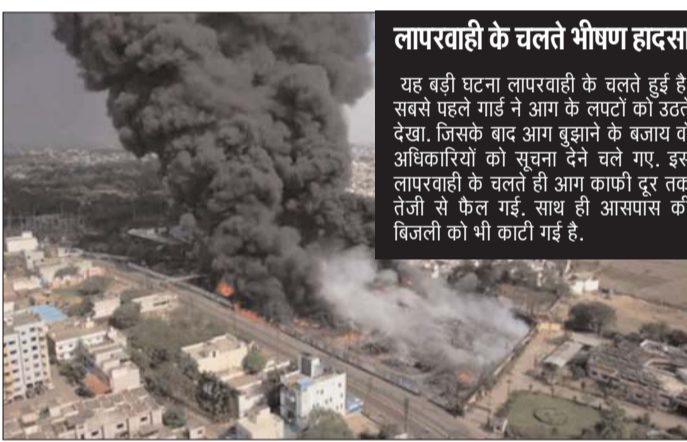 लापरवाही के चलते भीषण हादसा
यह बड़ी घटना लापरवाही के चलते हुई है
सबसे पहले गार्ड ने आग के लपटों को उठते
देखा. जिसके बाद आग बुझाने के बजाय वो
अधिकारियों को सूचना देने चले गए. इस
लापरवाही के चलते ही आग काफी दूर तक
तेजी से फैल गई. साथ ही आसपास की
बिजली को भी काटी गई है.